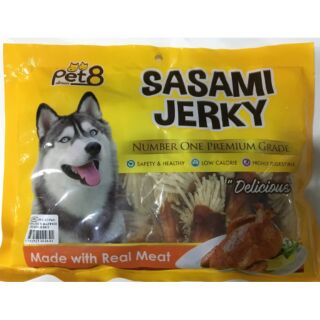 Pet8
SASAMI
JERKY
NUMBER ONE PREMIUM GRADE
SAFETY & HEALTHY LOW CALORIE HIGHLY DIGESTIBLE
"Delicious"
Made with Real Meat